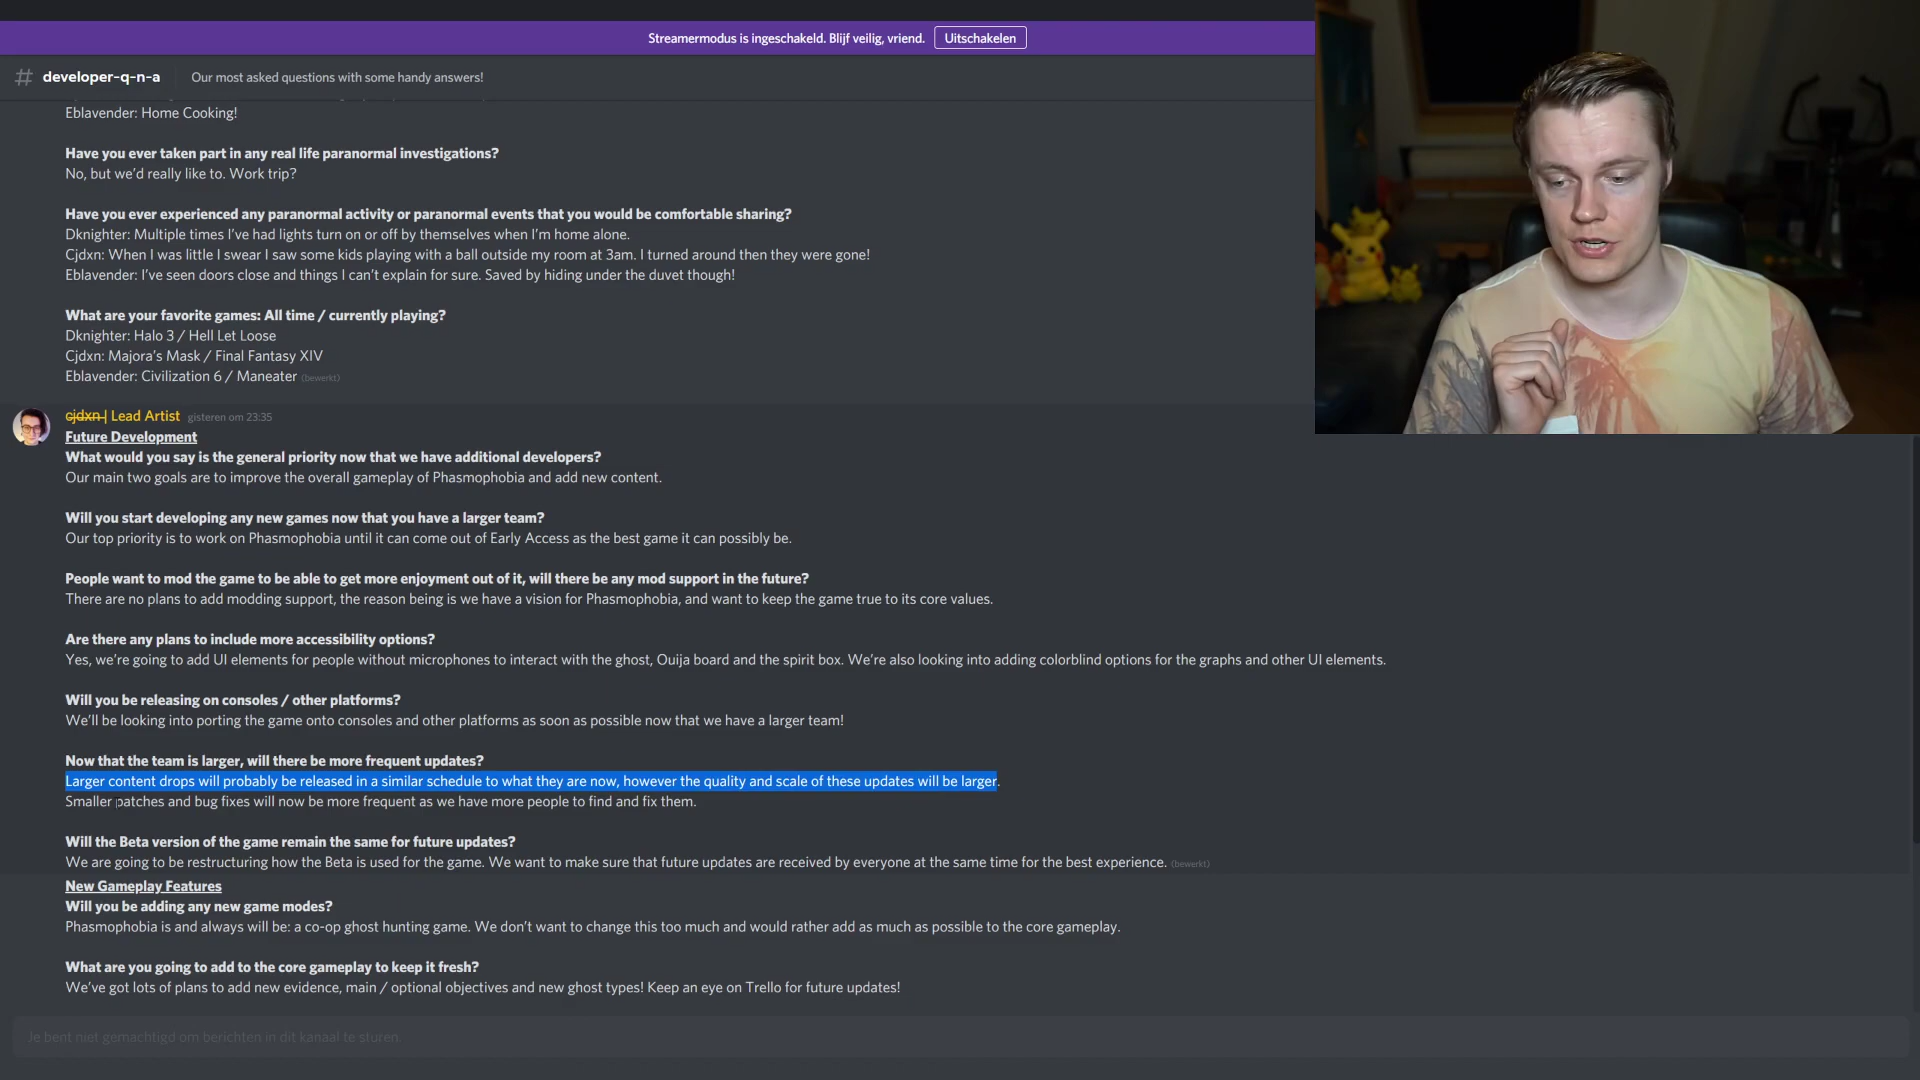 Streamermodus is ingeschakeld. Blijf veilig, vriend. Uitschakelen
# developer-q-n-a Our most asked questions with some handy answers!
Eblavender: Home Cooking!
Have you ever taken part in any real life paranormal investigations?
No, but we'd really like to. Work trip?
Have you ever experienced any paranormal activity or paranormal events that you would be comfortable sharing?
Dknighter: Multiple times I've had lights turn on or off by themselves when I'm home alone.
Cjdxn: When I was little I swear I saw some kids playing with a ball outside my room at 3am. I turned around then they were gone!
Eblavender: I've seen doors close and things I can't explain for sure. Saved by hiding under the duvet though!
What are your favorite games: All time / currently playing?
Dknighter: Halo 3 / Hell Let Loose
Cjdxn: Majora's Mask / Final Fantasy XIV
Eblavender: Civilization 6 / Maneater (bewerkt)
cjdxn | Lead Artist gisteren om 23:35
Future Development
What would you say is the general priority now that we have additional developers?
Our main two goals are to improve the overall gameplay of Phasmophobia and add new content.
Will you start developing any new games now that you have a larger team?
Our top priority is to work on Phasmophobia until it can come out of Early Access as the best game it can possibly be.
People want to mod the game to be able to get more enjoyment out of it, will there be any mod support in the future?
There are no plans to add modding support, the reason being is we have a vision for Phasmophobia, and want to keep the game true to its core values.
Are there any plans to include more accessibility options?
Yes, we're going to add UI elements for people without microphones to interact with the ghost, Ouija board and the spirit box. We're also looking into adding colorblind options for the graphs and other UI elements.
Will you be releasing on consoles / other platforms?
We'll be looking into porting the game onto consoles and other platforms as soon as possible now that we have a larger team!
Now that the team is larger, will there be more frequent updates?
Larger content drops will probably be released in a similar schedule to what they are now, however the quality and scale of these updates will be larger.
Smaller patches and bug fixes will now be more frequent as we have more people to find and fix them.
Will the Beta version of the game remain the same for future updates?
We are going to be restructuring how the Beta is used for the game. We want to make sure that future updates are received by everyone at the same time for the best experience. (bewerkt)
New Gameplay Features
Will you be adding any new game modes?
Phasmophobia is and always will be: a co-op ghost hunting game. We don't want to change this too much and would rather add as much as possible to the core gameplay.
What are you going to add to the core gameplay to keep it fresh?
We've got lots of plans to add new evidence, main / optional objectives and new ghost types! Keep an eye on Trello for future updates!
Je bent niet gemachtigd om berichten in dit kanaal te sturen.